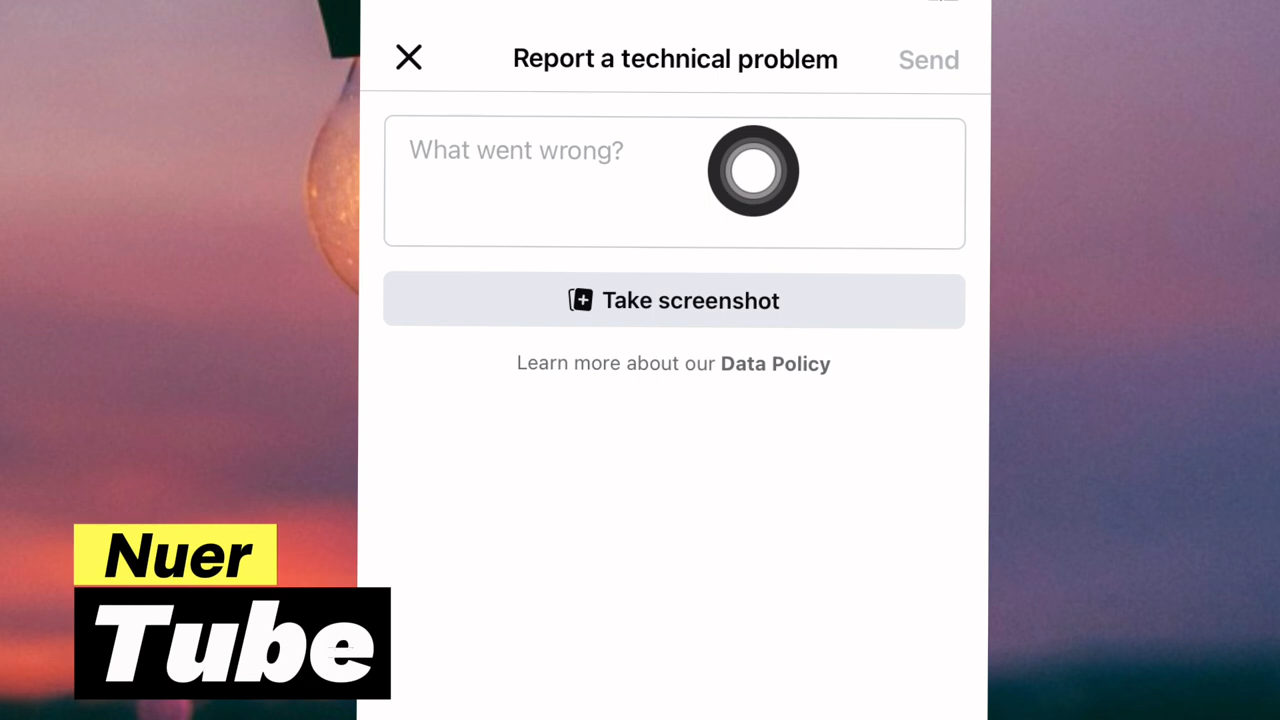 Report a technical problem
Send
What went wrong?
Take screenshot
Learn more about our Data Policy
Nuer
Tube